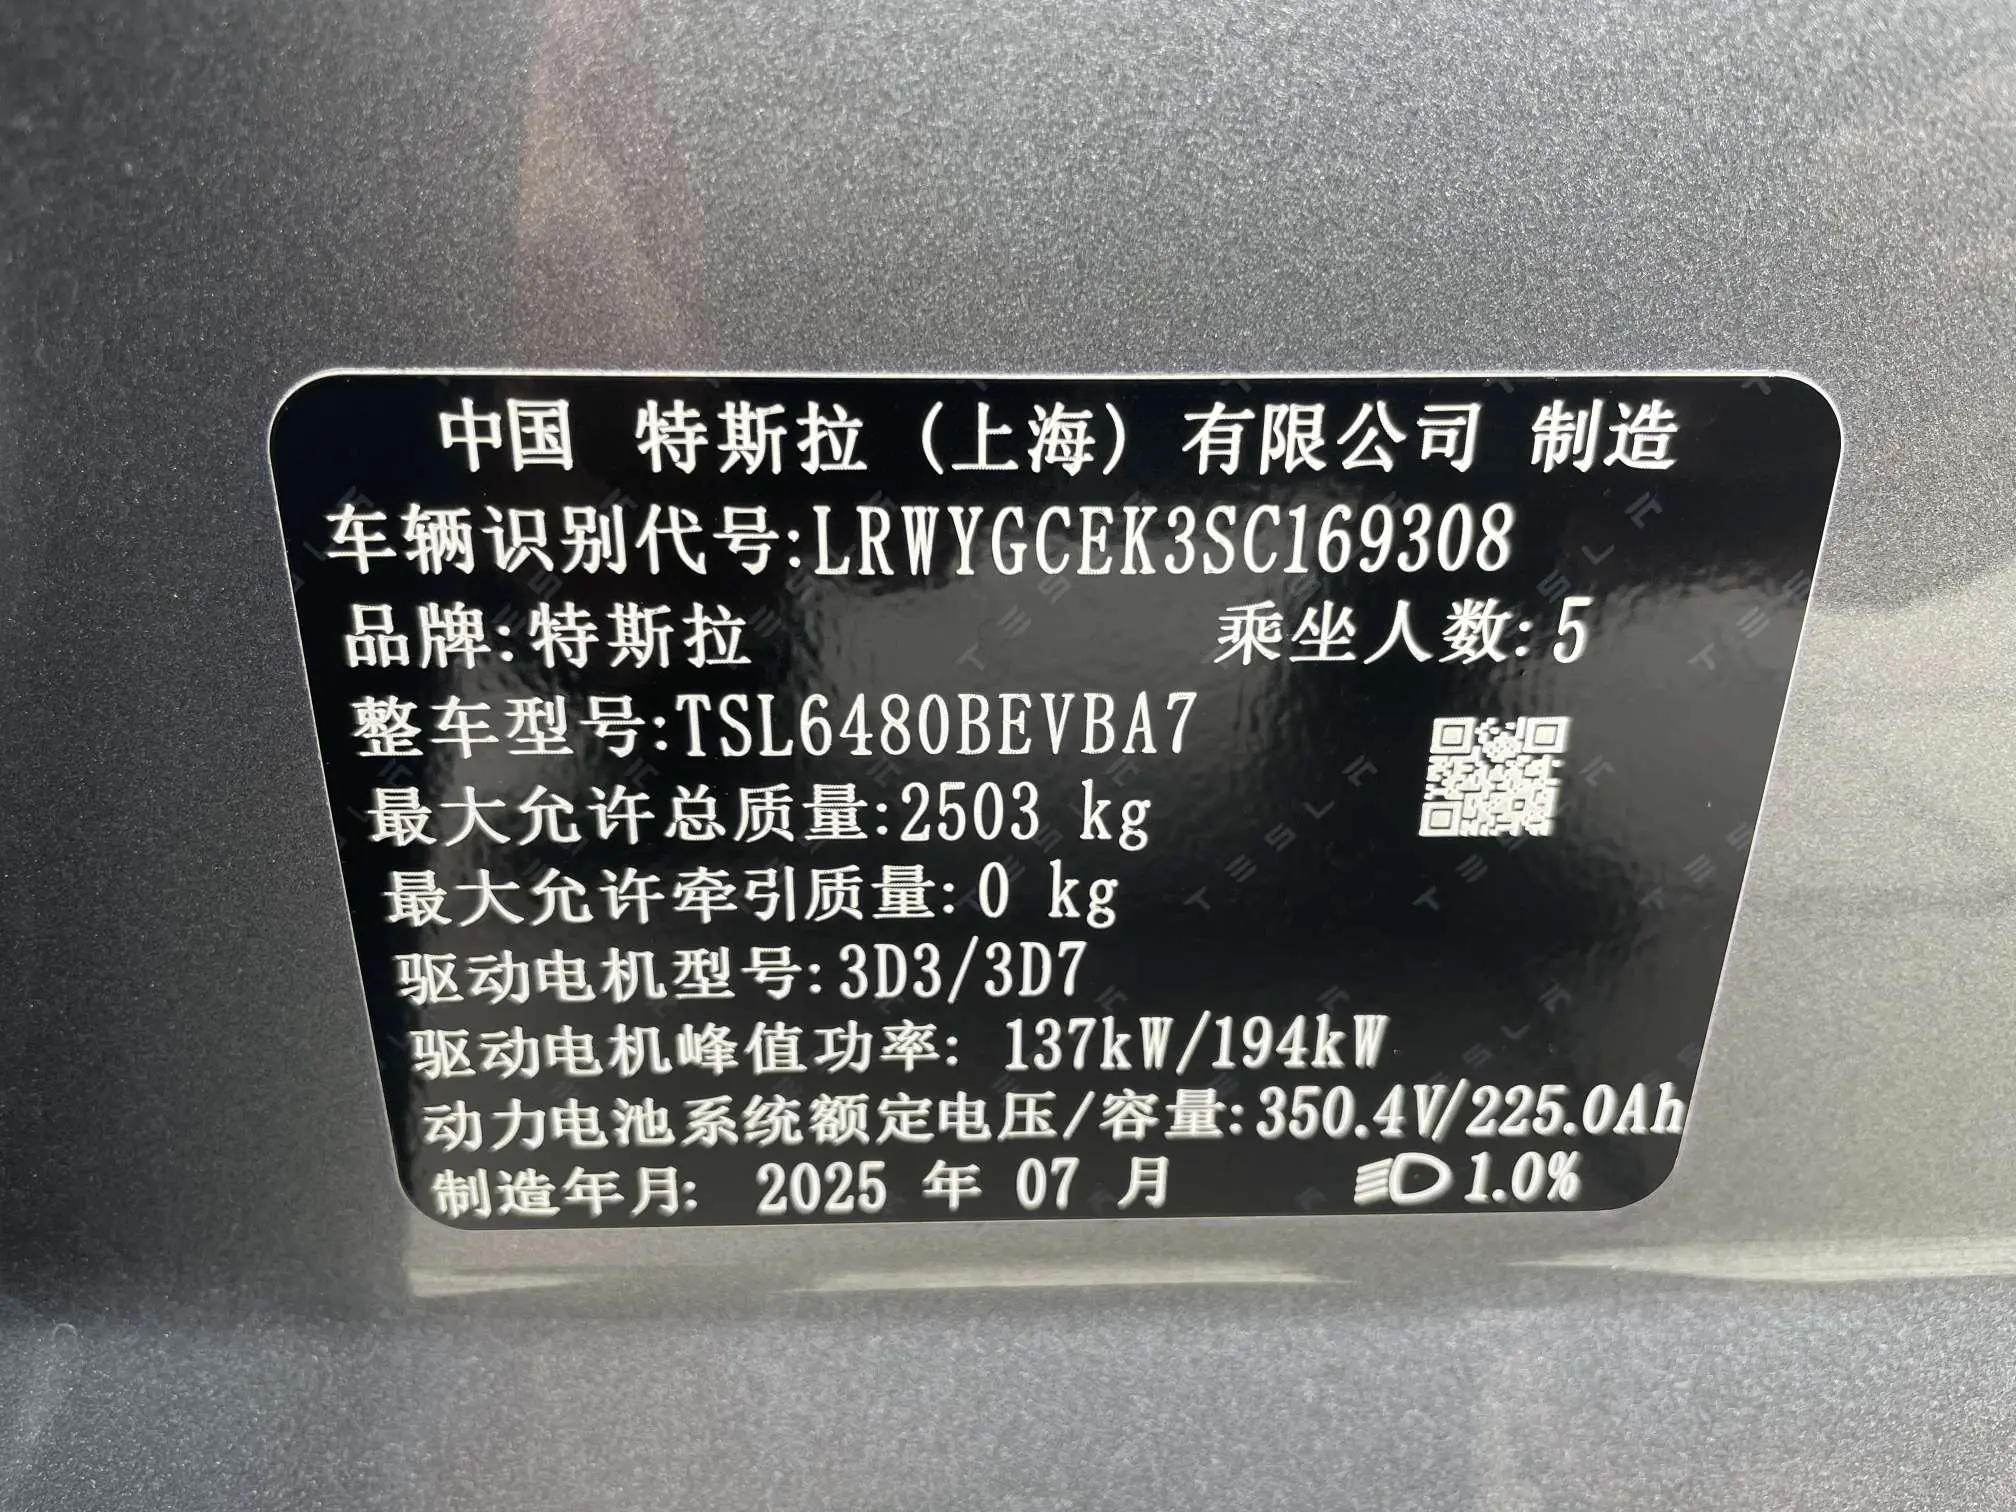 中国 特斯拉 (上海) 有限公司 制造
车辆识别代号:LRWYGCEK3SC169308
品牌:特斯拉 乘坐人数:5
整车型号:TSL6480BEVBA7
最大允许总质量:2503 kg
最大允许牵引质量:0 kg
驱动电机型号:3D3/3D7
驱动电机峰值功率: 137kW/194kW
动力电池系统额定电压/容量:350.4V/225.0Ah
制造年月: 2025 年 07 月 1.0%
TESLA